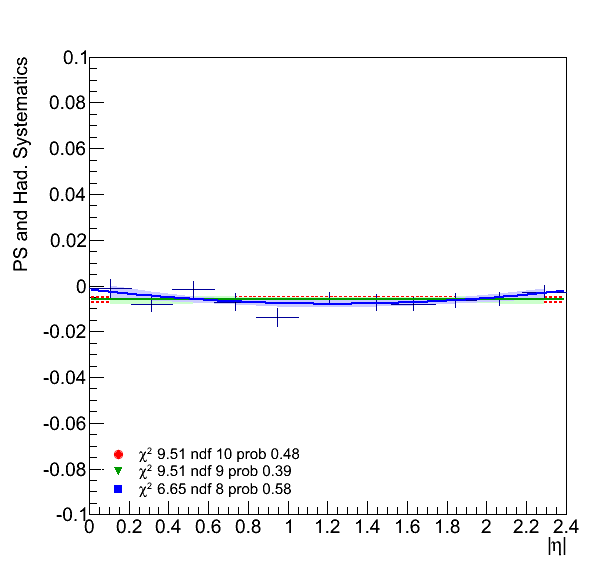 PS and Had. Systematics
0.1
0.08
0.06
0.04
0.02
0
-0.02
-0.04
-0.06
-0.08
-0.1
χ² 9.51 ndf 10 prob 0.48
χ² 9.51 ndf 9 prob 0.39
χ² 6.65 ndf 8 prob 0.58
0 0.2 0.4 0.6 0.8 1 1.2 1.4 1.6 1.8 2 2.2 2.4
|η|